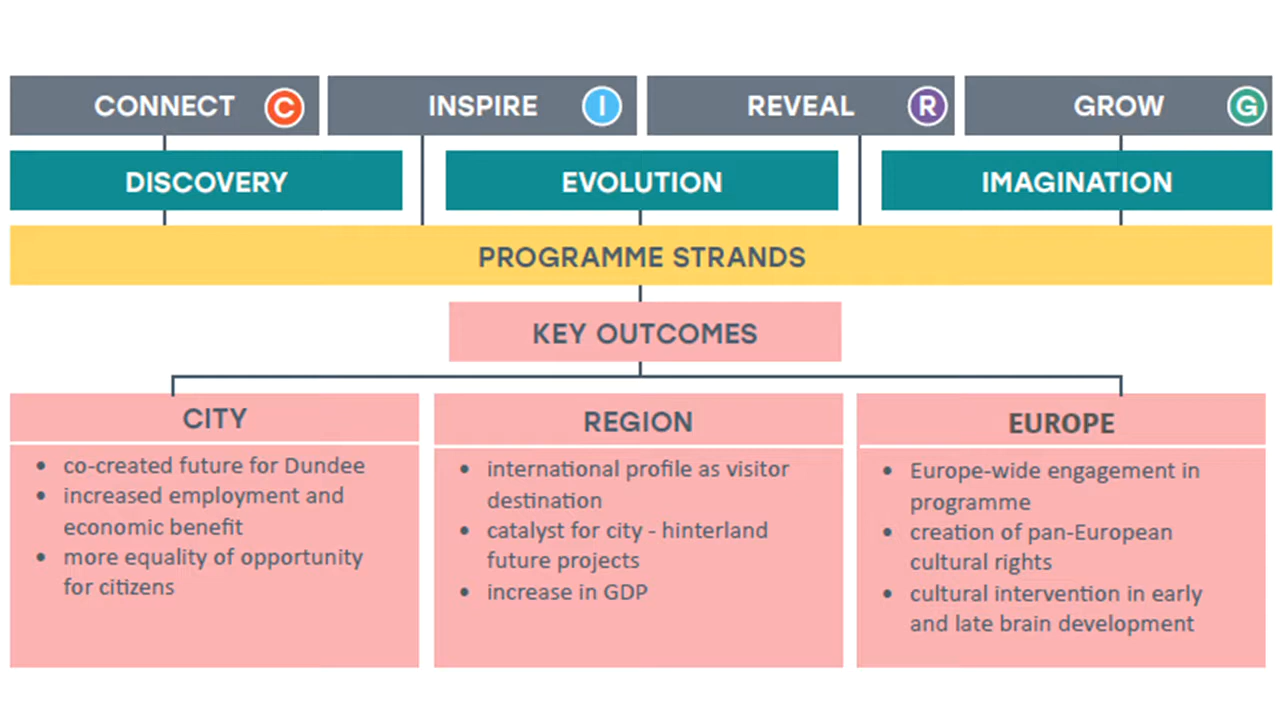 CONNECT C
INSPIRE I
REVEAL R
GROW G
DISCOVERY
EVOLUTION
IMAGINATION
PROGRAMME STRANDS
KEY OUTCOMES
CITY
• co-created future for Dundee
• increased employment and
economic benefit
• more equality of opportunity
for citizens
REGION
• international profile as visitor
destination
• catalyst for city - hinterland
future projects
• increase in GDP
EUROPE
• Europe-wide engagement in
programme
• creation of pan-European
cultural rights
• cultural intervention in early
and late brain development